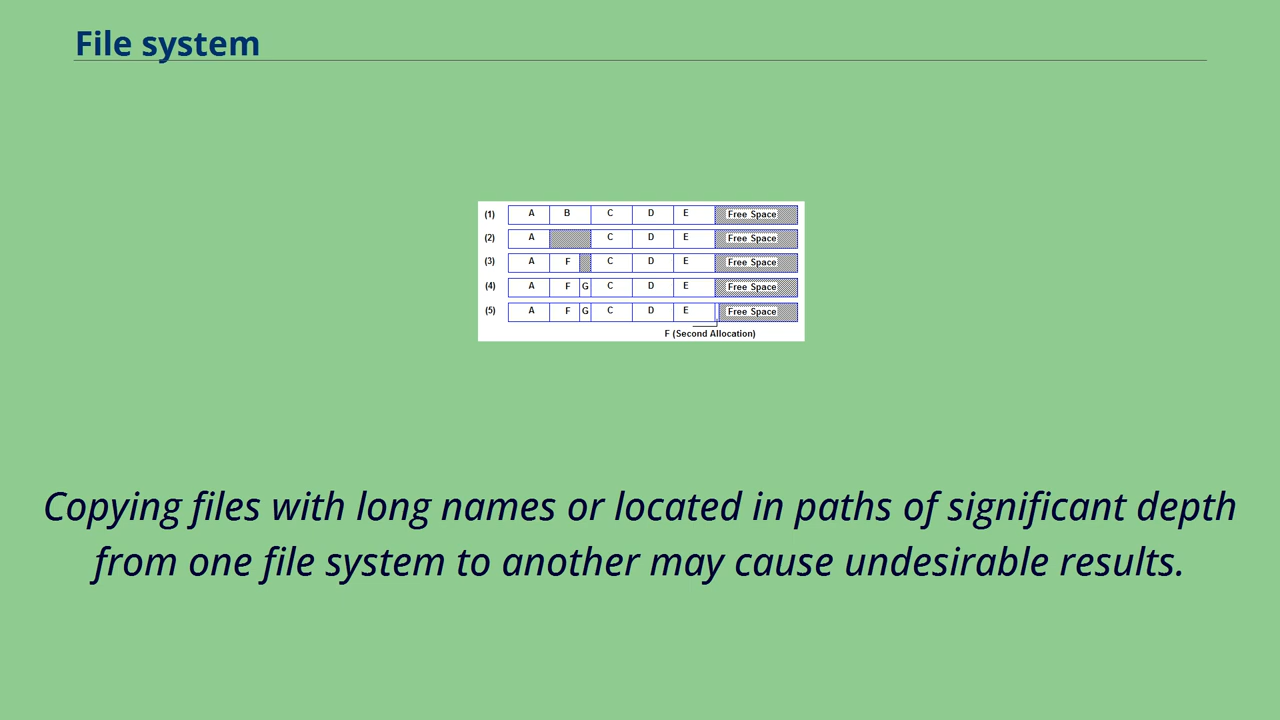 File system
(1) A B C D E Free Space
(2) A C D E Free Space
(3) A F C D E Free Space
(4) A F G C D E Free Space
(5) A F G C D E Free Space
F (Second Allocation)
Copying files with long names or located in paths of significant depth
from one file system to another may cause undesirable results.